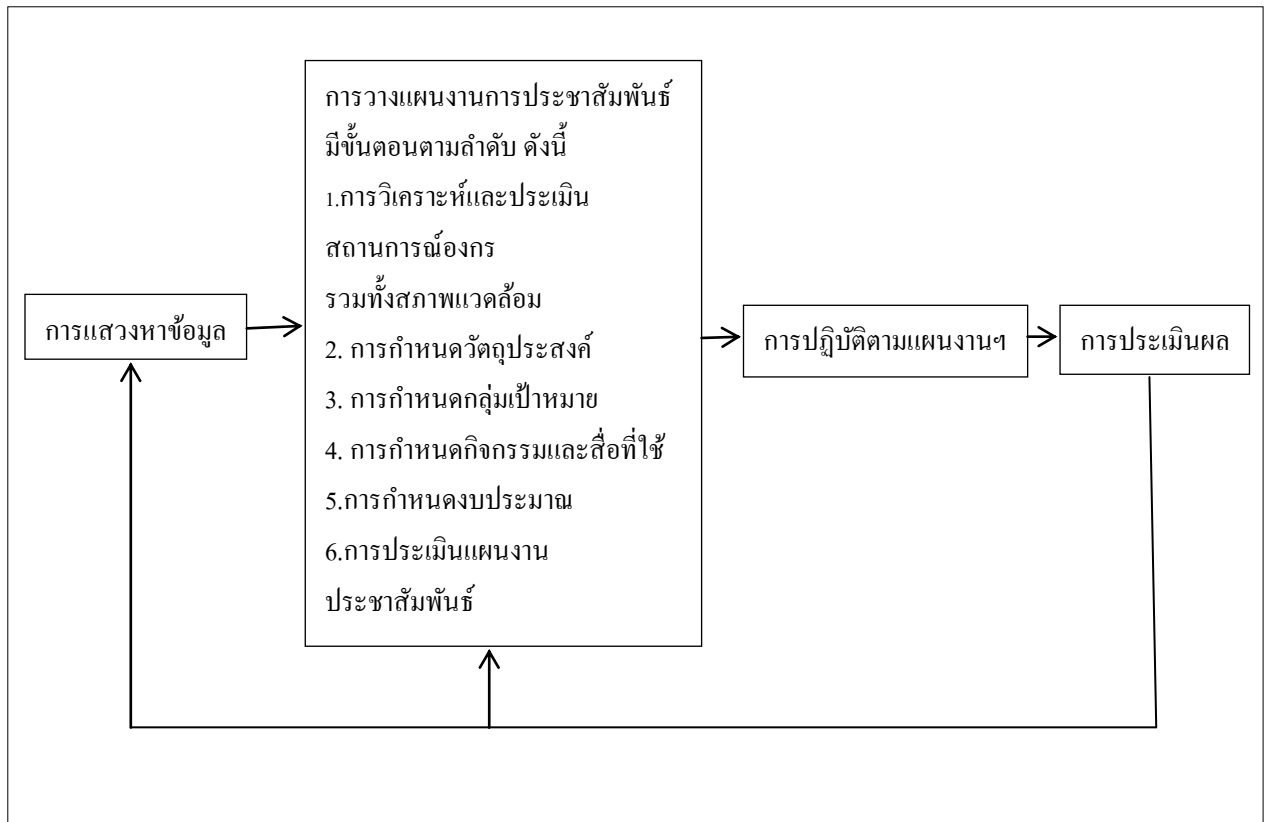 การแสวงหาข้อมูล
การวางแผนงานการประชาสัมพันธ์
มีขั้นตอนตามลำดับ ดังนี้
1.การวิเคราะห์และประเมิน
สถานการณ์องกร
รวมทั้งสภาพแวดล้อม
2. การกำหนดวัตถุประสงค์
3. การกำหนดกลุ่มเป้าหมาย
4. การกำหนดกิจกรรมและสื่อที่ใช้
5.การกำหนดงบประมาณ
6.การประเมินแผนงาน
ประชาสัมพันธ์
การปฏิบัติตามแผนงานฯ
การประเมินผล